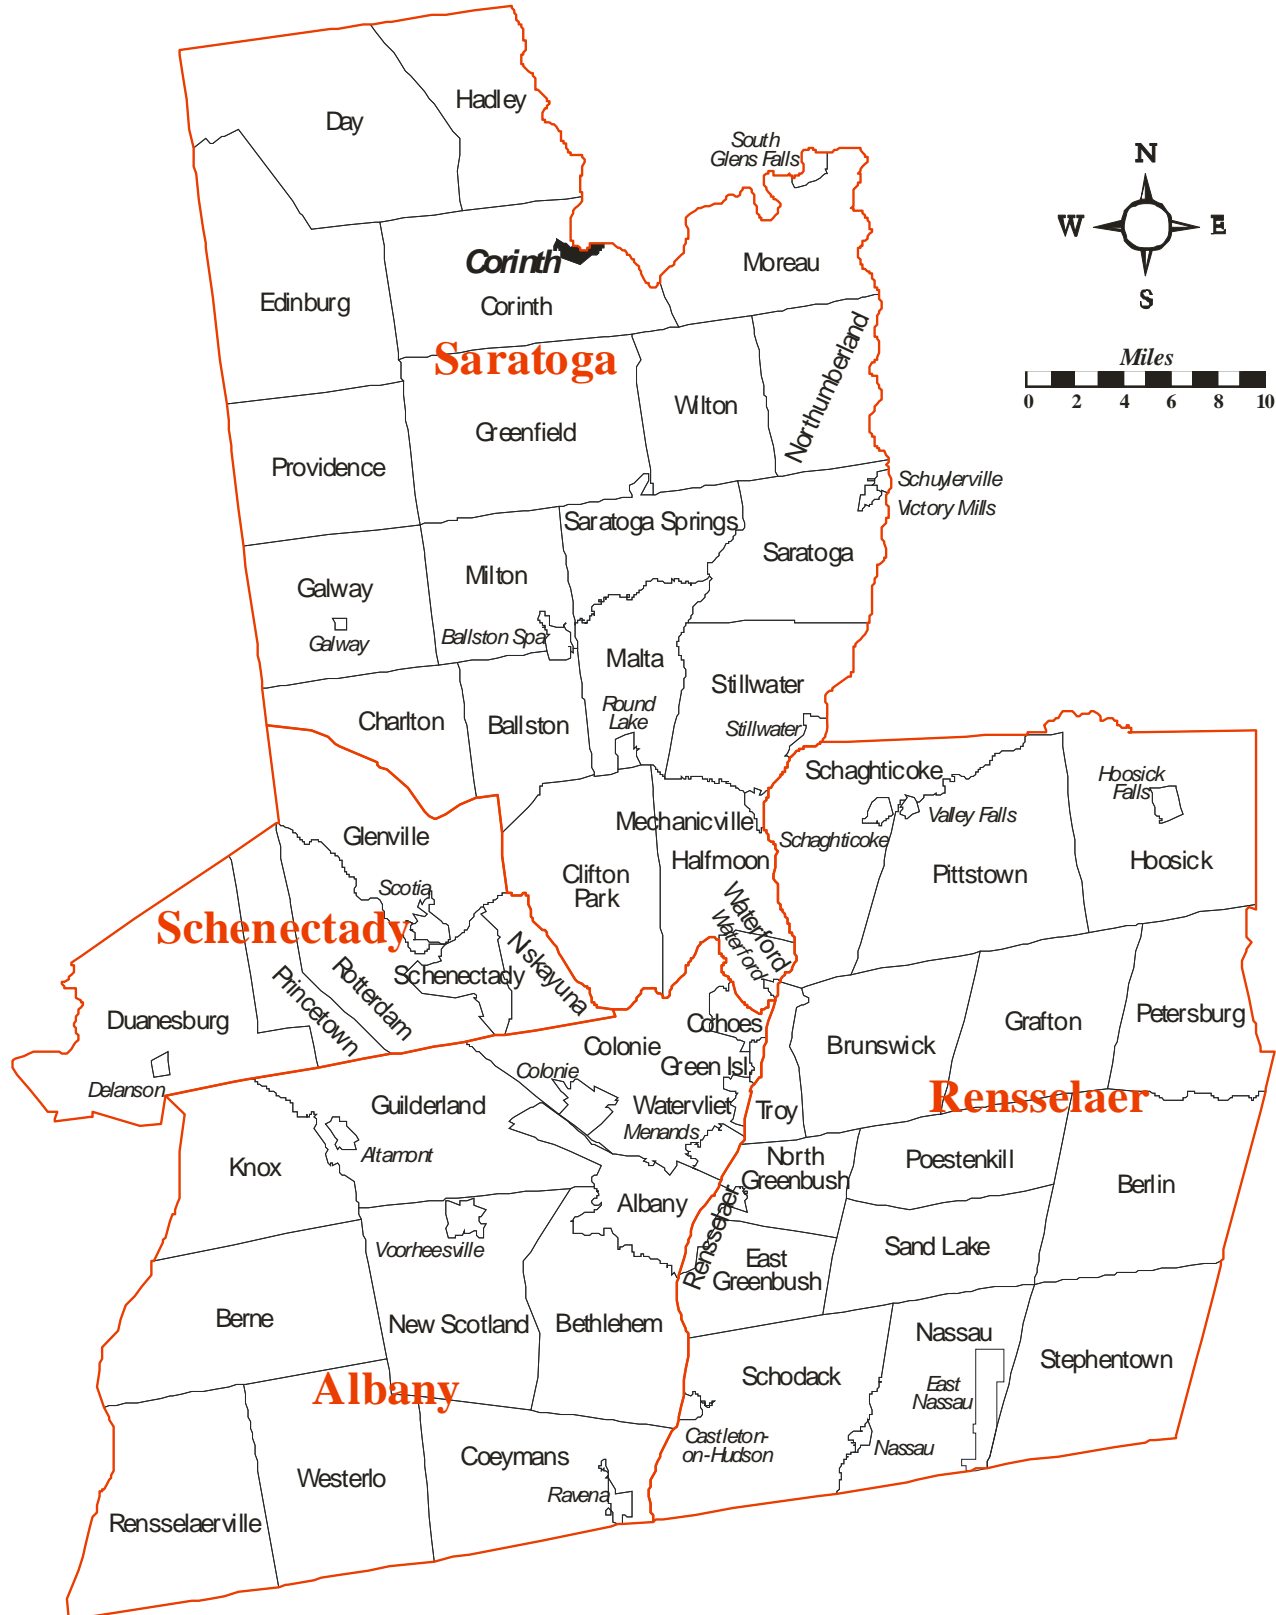 Hadley
Day
South
Glens Falls
N
W
E
S
Corinth
Moreau
Edinburg
Corinth
Saratoga
Miles
0 2 4 6 8 10
Northumberland
Wilton
Greenfield
Providence
Schuylerville
Victory Mills
Saratoga Springs
Saratoga
Milton
Galway
Galway
Ballston Spa
Malta
Stillwater
Round
Lake
Charlton
Ballston
Stillwater
Schaghticoke
Hoosick
Falls
Valley Falls
Mechanicville
Glenville
Schaghticoke
Halfmoon
Hoosick
Clifton
Park
Pittstown
Scotia
Waterford
Waterford
Schenectady
Niskayuna
Schenectady
Rotterdam
Princetown
Duanesburg
Cohoes
Petersburg
Grafton
Brunswick
Colonie
Green Isl.
Colonie
Delanson
Rensselaer
Guilderland
Watervliet
Troy
Menands
Altamont
North
Greenbush
Poestenkill
Knox
Berlin
Albany
Rensselaer
Voorheesville
Sand Lake
East
Greenbush
Berne
New Scotland
Bethlehem
Nassau
Stephentown
Schodack
Albany
East
Nassau
Castleton-
on-Hudson
Nassau
Coeymans
Westerlo
Ravena
Rensselaerville